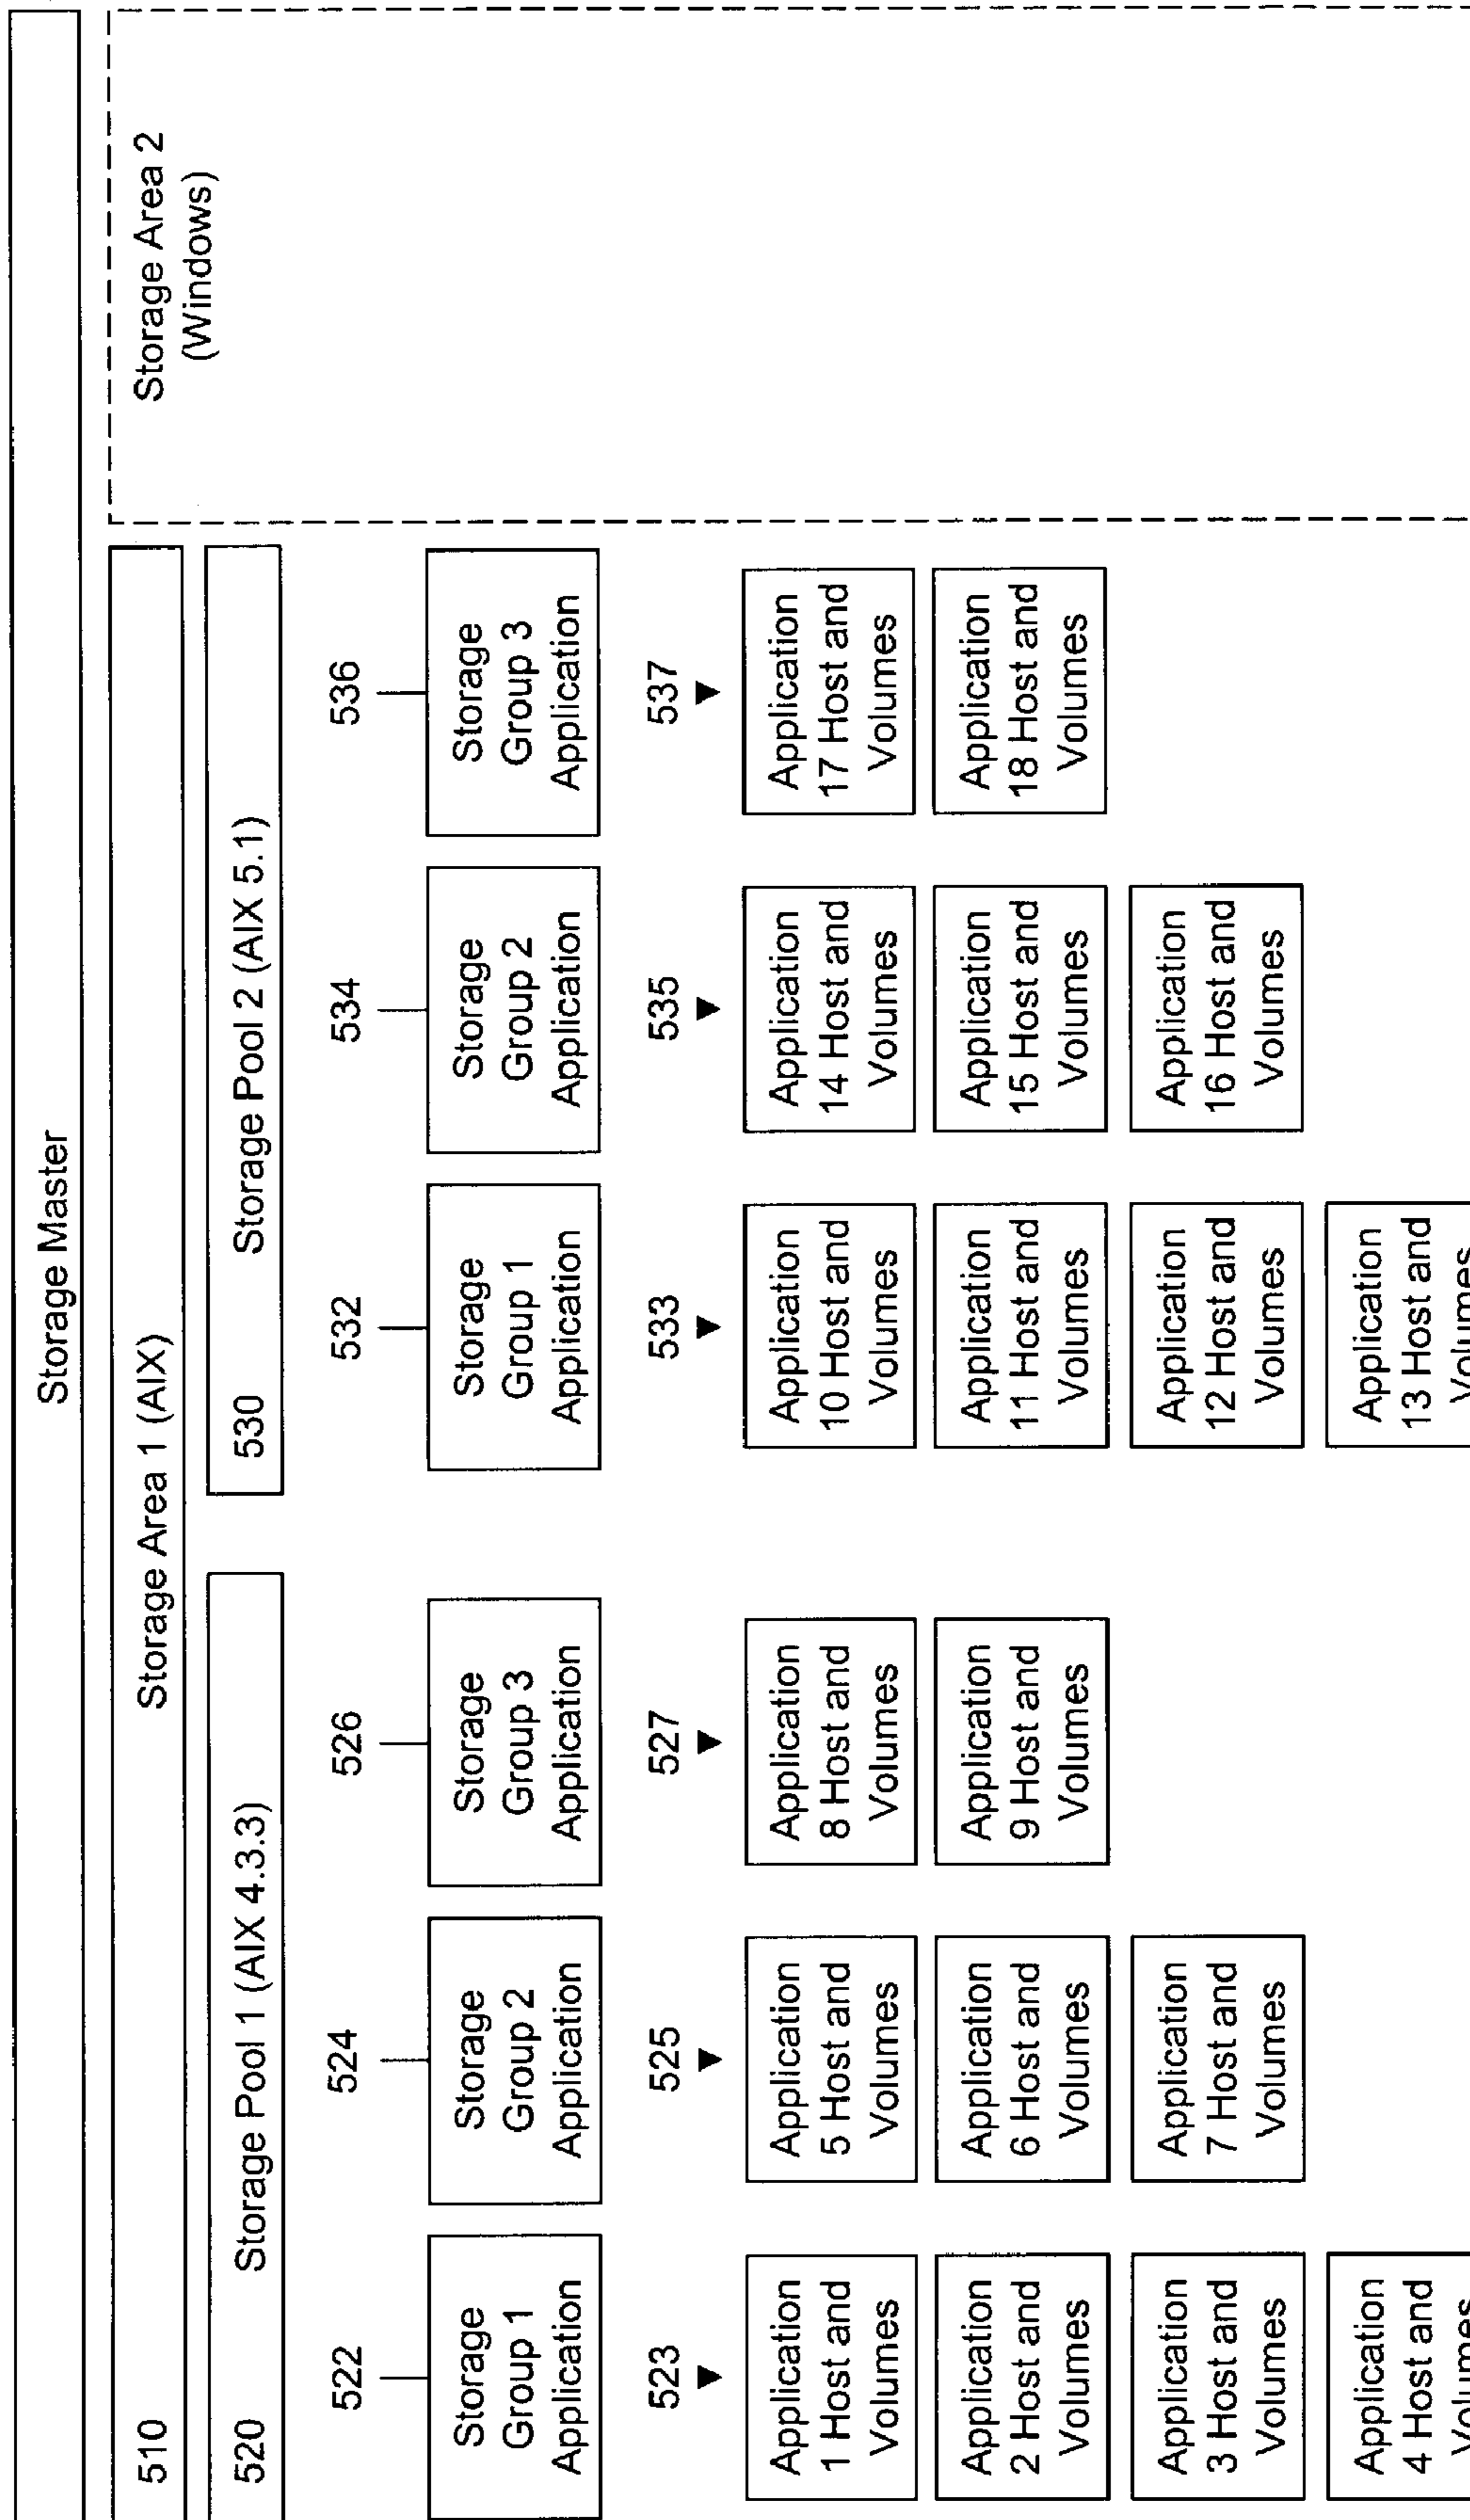 Storage Master
510
Storage Area 1 (AIX)
Storage Area 2
(Windows)
520
Storage Pool 1 (AIX 4.3.3)
530
Storage Pool 2 (AIX 5.1)
522
524
526
532
534
536
Storage
Group 1
Application
Storage
Group 2
Application
Storage
Group 3
Application
Storage
Group 1
Application
Storage
Group 2
Application
Storage
Group 3
Application
523
525
527
533
535
537
Application
1 Host and
Volumes
Application
5 Host and
Volumes
Application
8 Host and
Volumes
Application
10 Host and
Volumes
Application
14 Host and
Volumes
Application
17 Host and
Volumes
Application
2 Host and
Volumes
Application
6 Host and
Volumes
Application
9 Host and
Volumes
Application
11 Host and
Volumes
Application
15 Host and
Volumes
Application
18 Host and
Volumes
Application
3 Host and
Volumes
Application
7 Host and
Volumes
Application
12 Host and
Volumes
Application
16 Host and
Volumes
Application
4 Host and
Volumes
Application
13 Host and
Volumes